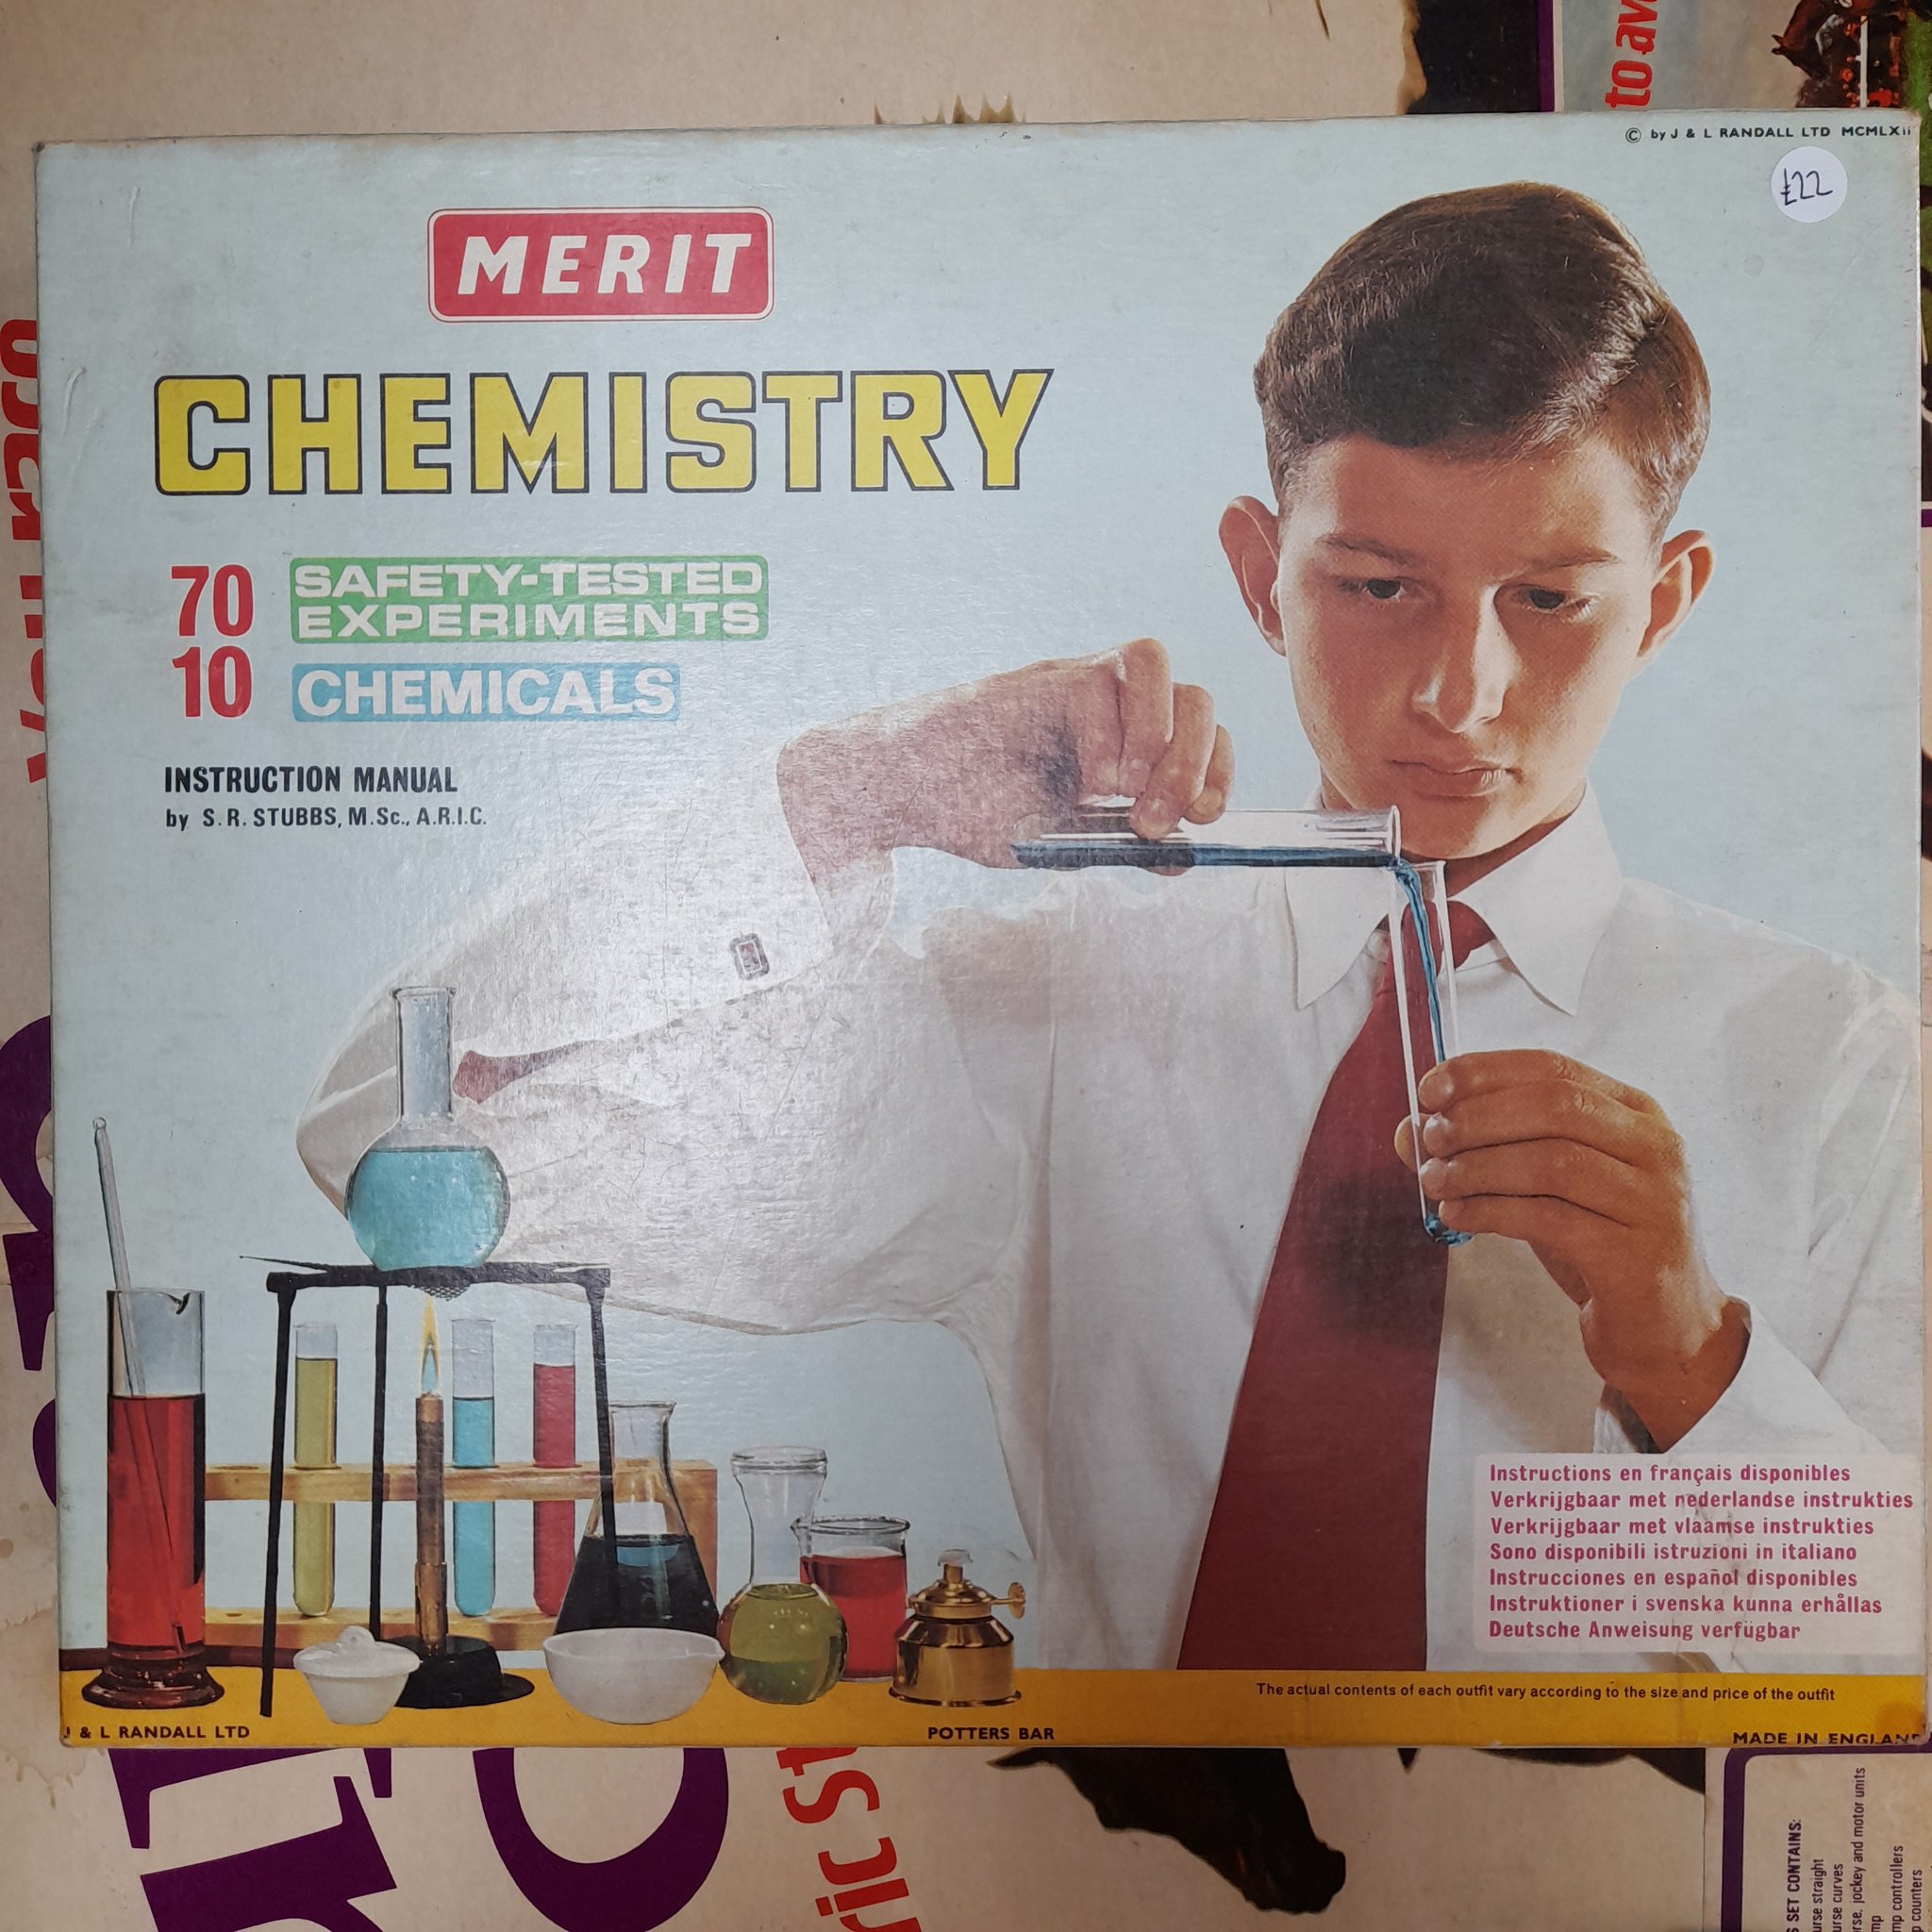 to av
© by J & L RANDALL LTD MCMLXII
£22
MERIT
CHEMISTRY
70 SAFETY-TESTED
EXPERIMENTS
10 CHEMICALS
INSTRUCTION MANUAL
by S. R. STUBBS, M.Sc., A.R.I.C.
Instructions en français disponibles
Verkrijgbaar met nederlandse instrukties
Verkrijgbaar met vlaamse instrukties
Sono disponibili istruzioni in italiano
Instrucciones en español disponibles
Instruktioner i svenska kunna erhållas
Deutsche Anweisung verfügbar
The actual contents of each outfit vary according to the size and price of the outfit
J & L RANDALL LTD
POTTERS BAR
MADE IN ENGLAND
ric St
S SET CONTAINS:
urse straight
urse curves
rse, jockey and motor units
mp
mp controllers
p counters